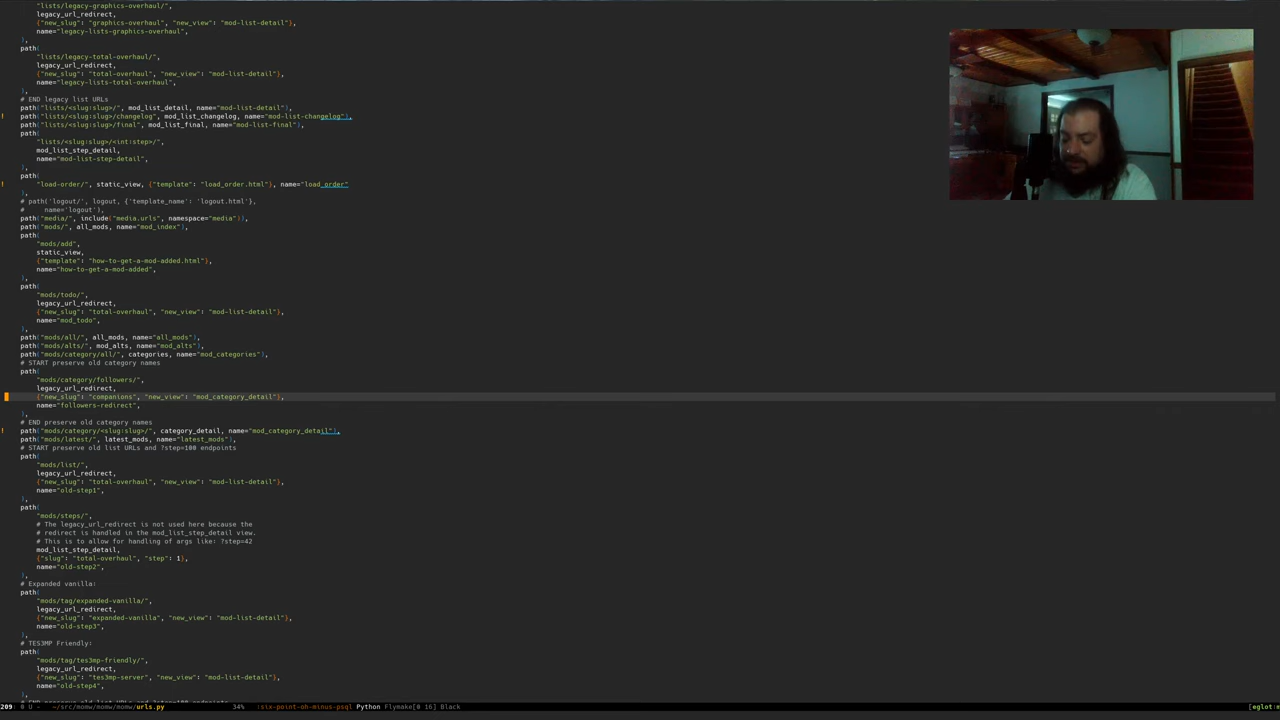 "lists/legacy-graphics-overhaul/",
legacy_url_redirect,
{"new_slug": "graphics-overhaul", "new_view": "mod-list-detail"},
name="legacy-lists-graphics-overhaul",
),
path(
"lists/legacy-total-overhaul/",
legacy_url_redirect,
{"new_slug": "total-overhaul", "new_view": "mod-list-detail"},
name="legacy-lists-total-overhaul",
),
# END legacy list URLs
path("lists/<slug:slug>/", mod_list_detail, name="mod-list-detail"),
! path("lists/<slug:slug>/changelog", mod_list_changelog, name="mod-list-changelog"),
path("lists/<slug:slug>/final", mod_list_final, name="mod-list-final"),
path(
"lists/<slug:slug>/<int:step>/",
mod_list_step_detail,
name="mod-list-step-detail",
),
path(
! "load-order/", static_view, {"template": "load_order.html"}, name="load_order"
),
# path('logout/', logout, {'template_name': 'logout.html'},
#     name='logout'),
path("media/", include("media.urls", namespace="media")),
path("mods/", all_mods, name="mod_index"),
path(
"mods/add",
static_view,
{"template": "how-to-get-a-mod-added.html"},
name="how-to-get-a-mod-added",
),
path(
"mods/todo/",
legacy_url_redirect,
{"new_slug": "total-overhaul", "new_view": "mod-list-detail"},
name="mod_todo",
),
path("mods/all/", all_mods, name="all_mods"),
path("mods/alts/", mod_alts, name="mod_alts"),
path("mods/category/all/", categories, name="mod_categories"),
# START preserve old category names
path(
"mods/category/followers/",
legacy_url_redirect,
{"new_slug": "companions", "new_view": "mod_category_detail"},
name="followers-redirect",
),
# END preserve old category names
! path("mods/category/<slug:slug>/", category_detail, name="mod_category_detail"),
path("mods/latest/", latest_mods, name="latest_mods"),
# START preserve old list URLs and ?step=100 endpoints
path(
"mods/list/",
legacy_url_redirect,
{"new_slug": "total-overhaul", "new_view": "mod-list-detail"},
name="old-step1",
),
path(
"mods/steps/",
# The legacy_url_redirect is not used here because the
# redirect is handled in the mod_list_step_detail view.
# This is to allow for handling of args like: ?step=42
mod_list_step_detail,
{"slug": "total-overhaul", "step": 1},
name="old-step2",
),
# Expanded vanilla:
path(
"mods/tag/expanded-vanilla/",
legacy_url_redirect,
{"new_slug": "expanded-vanilla", "new_view": "mod-list-detail"},
name="old-step3",
),
# TES3MP Friendly:
path(
"mods/tag/tes3mp-friendly/",
legacy_url_redirect,
{"new_slug": "tes3mp-server", "new_view": "mod-list-detail"},
name="old-step4",
),
209: 0 U – ~/src/momw/momw/momw/urls.py 34% !six-point-oh-minus-psql Python Flymake[0 16] Black [eglot:m